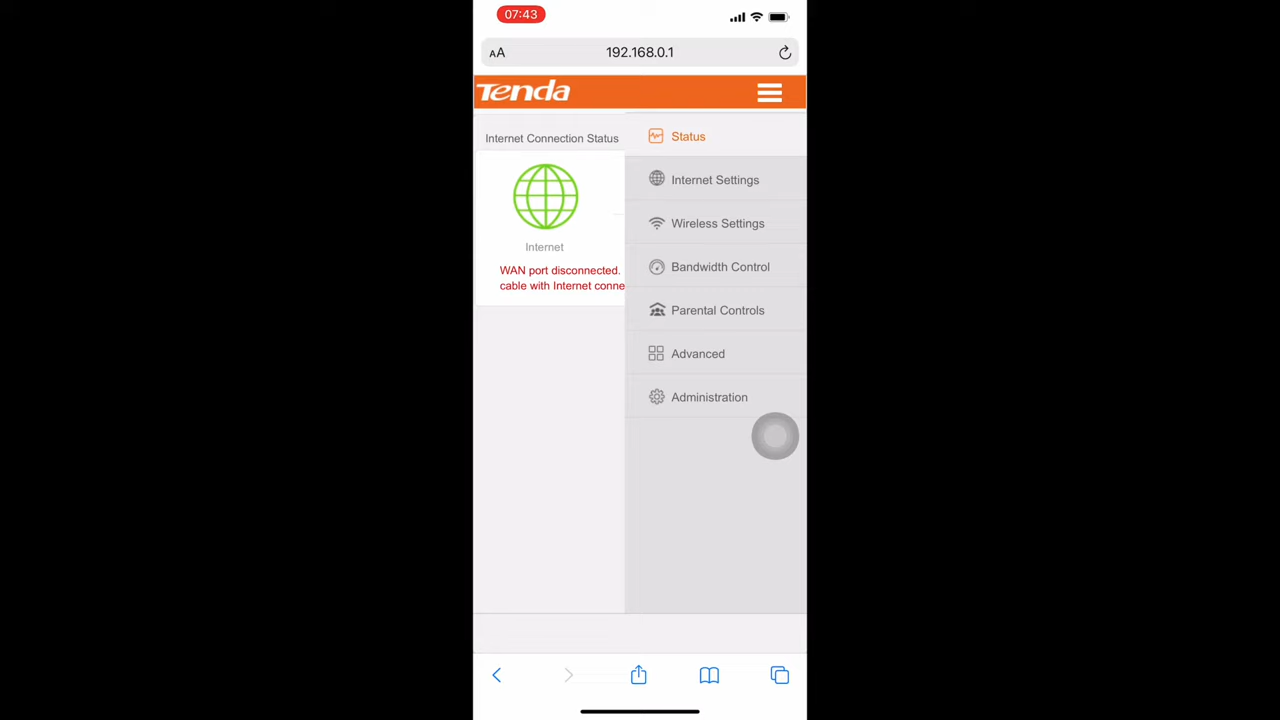 07:43
AA
192.168.0.1
Tenda
Internet Connection Status
Internet
WAN port disconnected.
cable with Internet conne
Status
Internet Settings
Wireless Settings
Bandwidth Control
Parental Controls
Advanced
Administration